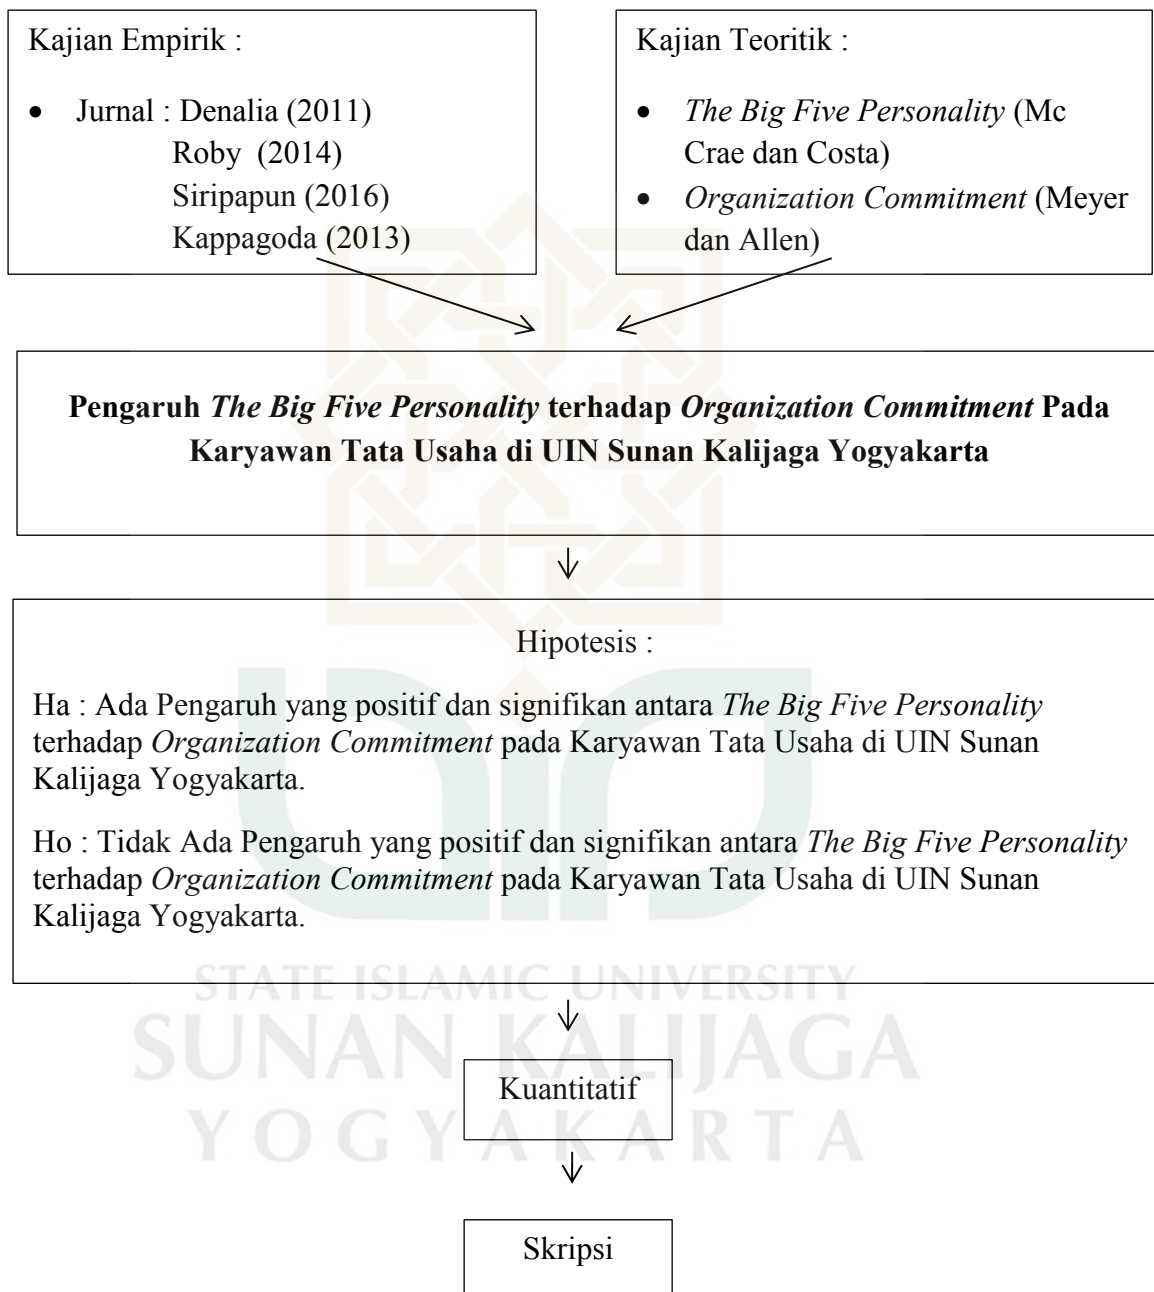 Kajian Empirik :
• Jurnal : Denalia (2011)
Roby (2014)
Siripapun (2016)
Kappagoda (2013)
Kajian Teoritik :
• The Big Five Personality (Mc
Crae dan Costa)
• Organization Commitment (Meyer
dan Allen)
Pengaruh The Big Five Personality terhadap Organization Commitment Pada
Karyawan Tata Usaha di UIN Sunan Kalijaga Yogyakarta
Hipotesis :
Ha : Ada Pengaruh yang positif dan signifikan antara The Big Five Personality
terhadap Organization Commitment pada Karyawan Tata Usaha di UIN Sunan
Kalijaga Yogyakarta.
Ho : Tidak Ada Pengaruh yang positif dan signifikan antara The Big Five Personality
terhadap Organization Commitment pada Karyawan Tata Usaha di UIN Sunan
Kalijaga Yogyakarta.
STATE ISLAMIC UNIVERSITY
SUNAN KALIJAGA
YOGYAKARTA
Kuantitatif
Skripsi